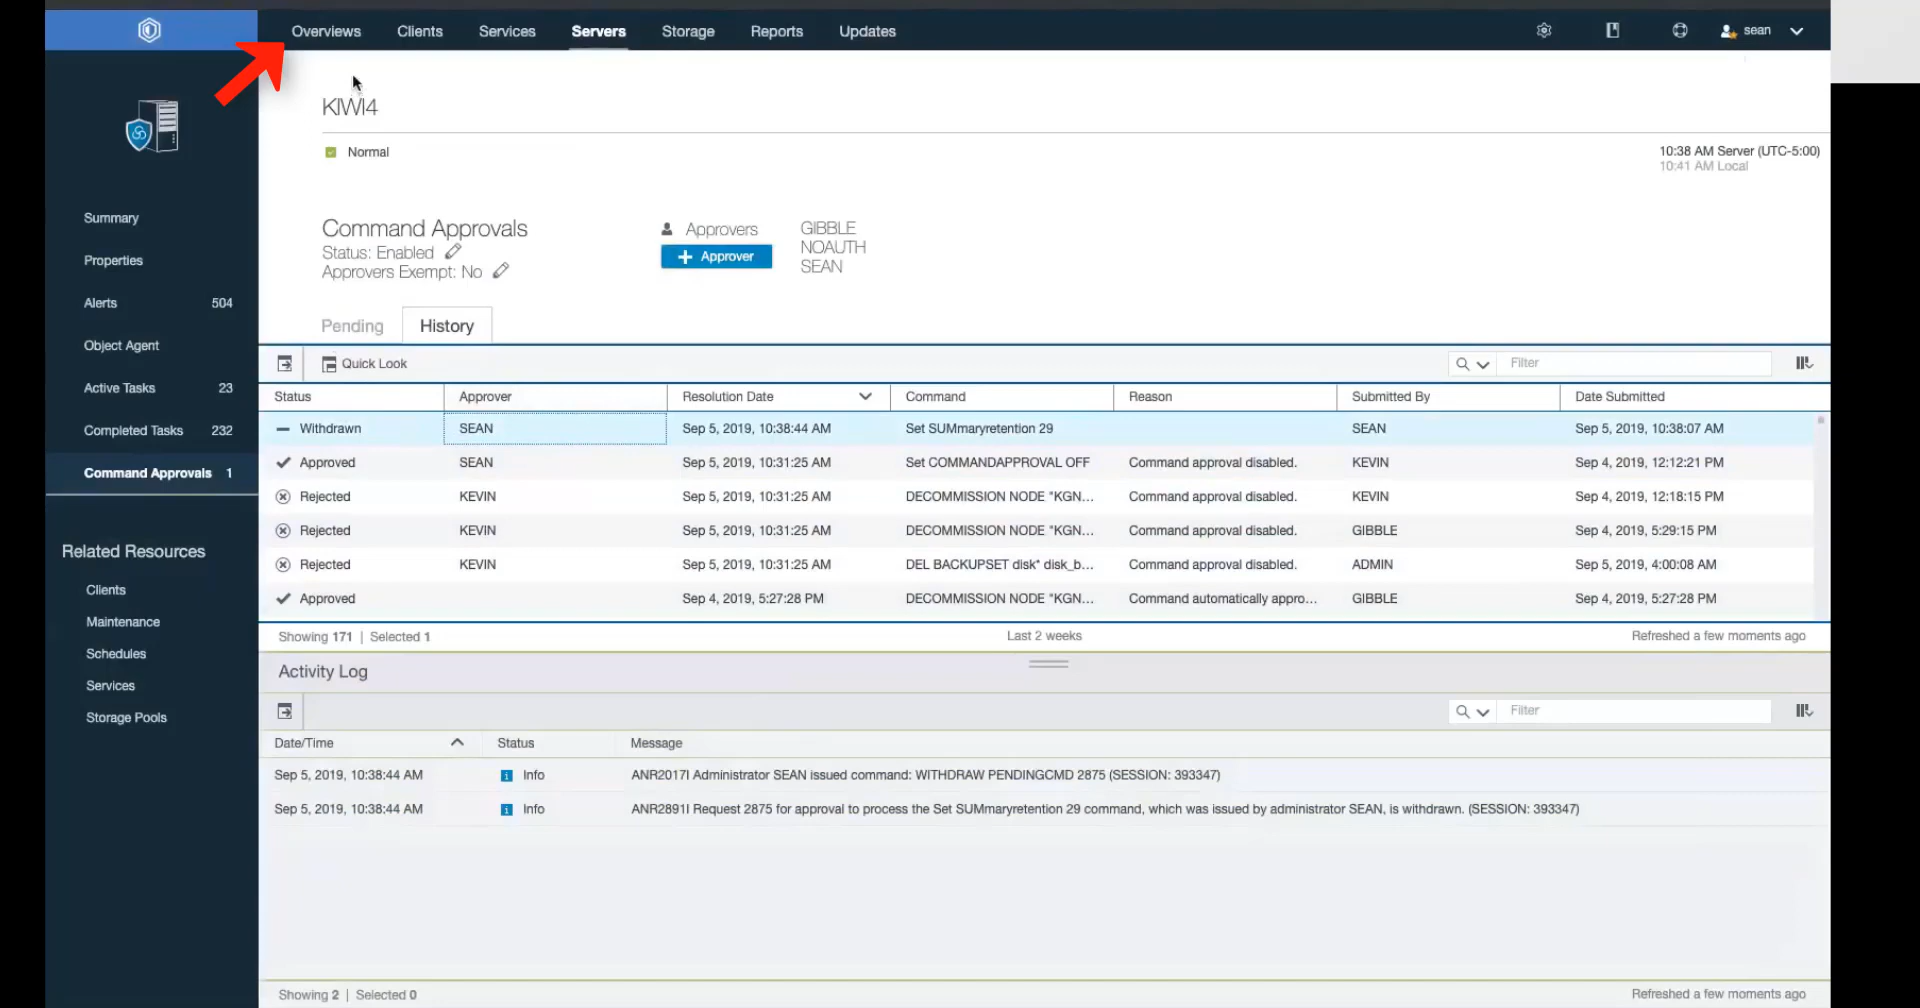 Overviews Clients Services Servers Storage Reports Updates sean
KIWI4
Normal
10:38 AM Server (UTC-5:00)
10:41 AM Local
Summary
Properties
Alerts 504
Object Agent
Active Tasks 23
Completed Tasks 232
Command Approvals 1
Related Resources
Clients
Maintenance
Schedules
Services
Storage Pools
Command Approvals
Status: Enabled
Approvers Exempt: No
Approvers
+ Approver
GIBBLE
NOAUTH
SEAN
Pending History
Quick Look Filter
Status Approver Resolution Date Command Reason Submitted By Date Submitted
Withdrawn SEAN Sep 5, 2019, 10:38:44 AM Set SUMmaryretention 29 SEAN Sep 5, 2019, 10:38:07 AM
Approved SEAN Sep 5, 2019, 10:31:25 AM Set COMMANDAPPROVAL OFF Command approval disabled. KEVIN Sep 4, 2019, 12:12:21 PM
Rejected KEVIN Sep 5, 2019, 10:31:25 AM DECOMMISSION NODE "KGN... Command approval disabled. KEVIN Sep 4, 2019, 12:18:15 PM
Rejected KEVIN Sep 5, 2019, 10:31:25 AM DECOMMISSION NODE "KGN... Command approval disabled. GIBBLE Sep 4, 2019, 5:29:15 PM
Rejected KEVIN Sep 5, 2019, 10:31:25 AM DEL BACKUPSET disk* disk_b... Command approval disabled. ADMIN Sep 5, 2019, 4:00:08 AM
Approved Sep 4, 2019, 5:27:28 PM DECOMMISSION NODE "KGN... Command automatically appro... GIBBLE Sep 4, 2019, 5:27:28 PM
Showing 171 | Selected 1 Last 2 weeks Refreshed a few moments ago
Activity Log
Filter
Date/Time Status Message
Sep 5, 2019, 10:38:44 AM Info ANR2017I Administrator SEAN issued command: WITHDRAW PENDINGCMD 2875 (SESSION: 393347)
Sep 5, 2019, 10:38:44 AM Info ANR2891I Request 2875 for approval to process the Set SUMmaryretention 29 command, which was issued by administrator SEAN, is withdrawn. (SESSION: 393347)
Showing 2 | Selected 0 Refreshed a few moments ago